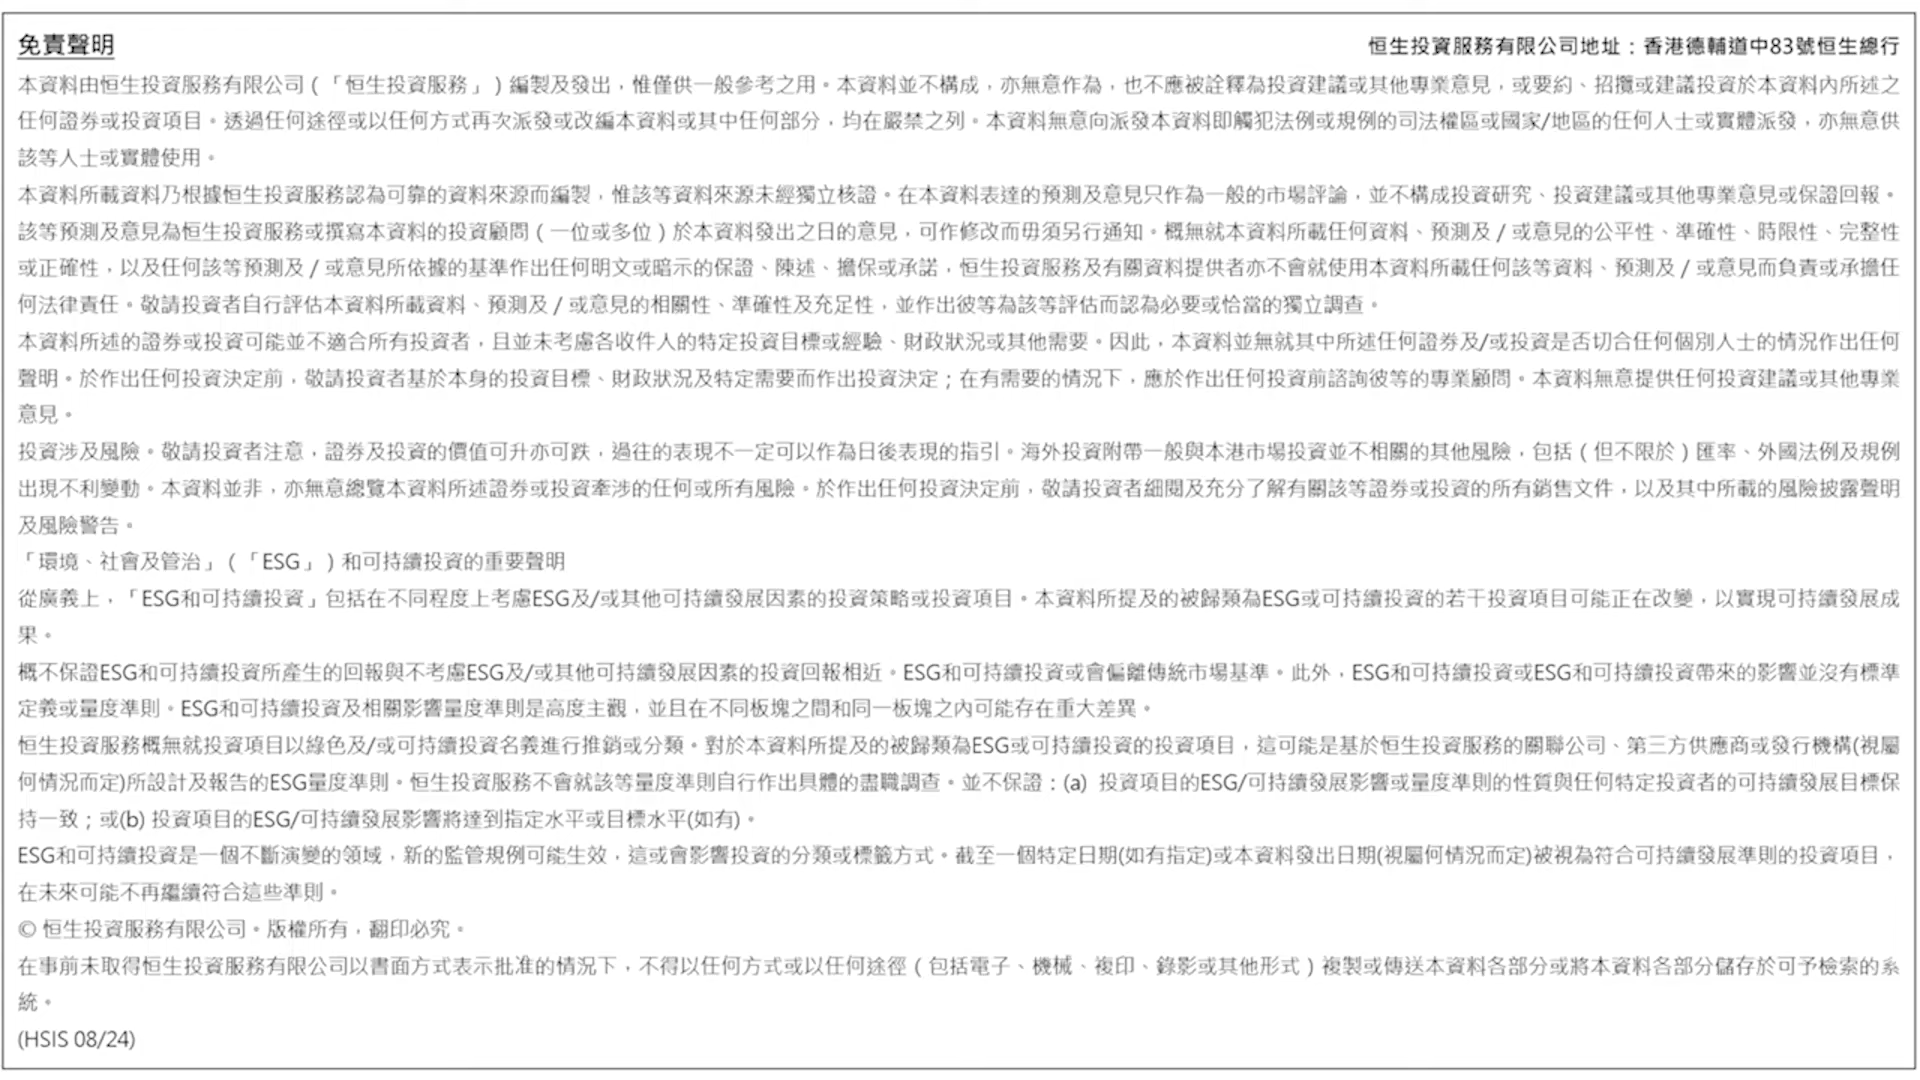 免責聲明
恒生投資服務有限公司地址：香港德輔道中83號恒生總行
本資料由恒生投資服務有限公司（「恒生投資服務」）編製及發出，惟僅供一般參考之用。本資料並不構成，亦無意作為，也不應被詮釋為投資建議或其他專業意見，或要約、招攬或建議投資於本資料內所述之
任何證券或投資項目。透過任何途徑或以任何方式再次派發或改編本資料或其中任何部分，均在嚴禁之列。本資料無意向派發本資料即觸犯法例或規例的司法權區或國家/地區的任何人士或實體派發，亦無意供
該等人士或實體使用。
本資料所載資料乃根據恒生投資服務認為可靠的資料來源而編製，惟該等資料來源未經獨立核證。在本資料表達的預測及意見只作為一般的市場評論，並不構成投資研究、投資建議或其他專業意見或保證回報。
該等預測及意見為恒生投資服務或撰寫本資料的投資顧問（一位或多位）於本資料發出之日的意見，可作修改而毋須另行通知。概無就本資料所載任何資料、預測及 / 或意見的公平性、準確性、時限性、完整性
或正確性，以及任何該等預測及 / 或意見所依據的基準作出任何明文或暗示的保證、陳述、擔保或承諾，恒生投資服務及有關資料提供者亦不會就使用本資料所載任何該等資料、預測及 / 或意見而負責或承擔任
何法律責任。敬請投資者自行評估本資料所載資料、預測及 / 或意見的相關性、準確性及充足性，並作出彼等為該等評估而認為必要或恰當的獨立調查。
本資料所述的證券或投資可能並不適合所有投資者，且並未考慮各收件人的特定投資目標或經驗、財政狀況或其他需要。因此，本資料並無就其中所述任何證券及/或投資是否切合任何個別人士的情況作出任何
聲明。於作出任何投資決定前，敬請投資者基於本身的投資目標、財政狀況及特定需要而作出投資決定；在有需要的情況下，應於作出任何投資前諮詢彼等的專業顧問。本資料無意提供任何投資建議或其他專業
意見。
投資涉及風險。敬請投資者注意，證券及投資的價值可升亦可跌，過往的表現不一定可以作為日後表現的指引。海外投資附帶一般與本港市場投資並不相關的其他風險，包括（但不限於）匯率、外國法例及規例
出現不利變動。本資料並非，亦無意總覽本資料所述證券或投資牽涉的任何或所有風險。於作出任何投資決定前，敬請投資者細閱及充分了解有關該等證券或投資的所有銷售文件，以及其中所載的風險披露聲明
及風險警告。
「環境、社會及管治」（「ESG」）和可持續投資的重要聲明
從廣義上，「ESG和可持續投資」包括在不同程度上考慮ESG及/或其他可持續發展因素的投資策略或投資項目。本資料所提及的被歸類為ESG或可持續投資的若干投資項目可能正在改變，以實現可持續發展成
果。
概不保證ESG和可持續投資所產生的回報與不考慮ESG及/或其他可持續發展因素的投資回報相近。ESG和可持續投資或會偏離傳統市場基準。此外，ESG和可持續投資或ESG和可持續投資帶來的影響並沒有標準
定義或量度準則。ESG和可持續投資及相關影響量度準則是高度主觀，並且在不同板塊之間和同一板塊之內可能存在重大差異。
恒生投資服務概無就投資項目以綠色及/或可持續投資名義進行推銷或分類。對於本資料所提及的被歸類為ESG或可持續投資的投資項目，這可能是基於恒生投資服務的關聯公司、第三方供應商或發行機構(視屬
何情況而定)所設計及報告的ESG量度準則。恒生投資服務不會就該等量度準則自行作出具體的盡職調查。並不保證：(a) 投資項目的ESG/可持續發展影響或量度準則的性質與任何特定投資者的可持續發展目標保
持一致；或(b) 投資項目的ESG/可持續發展影響將達到指定水平或目標水平(如有)。
ESG和可持續投資是一個不斷演變的領域，新的監管規例可能生效，這或會影響投資的分類或標籤方式。截至一個特定日期(如有指定)或本資料發出日期(視屬何情況而定)被視為符合可持續發展準則的投資項目，
在未來可能不再繼續符合這些準則。
© 恒生投資服務有限公司。版權所有，翻印必究。
在事前未取得恒生投資服務有限公司以書面方式表示批准的情況下，不得以任何方式或以任何途徑（包括電子、機械、複印、錄影或其他形式）複製或傳送本資料各部分或將本資料各部分儲存於可予檢索的系
統。
(HSIS 08/24)